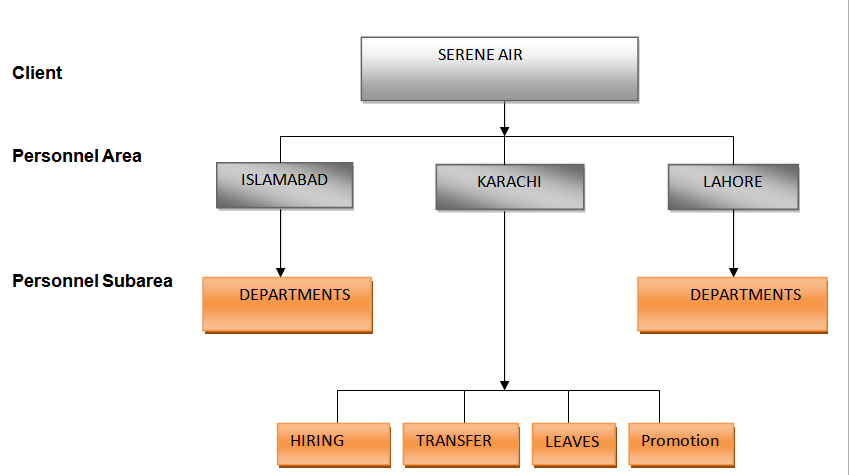 SERENE AIR
Client
Personnel Area
ISLAMABAD
KARACHI
LAHORE
Personnel Subarea
DEPARTMENTS
DEPARTMENTS
HIRING
TRANSFER
LEAVES
Promotion